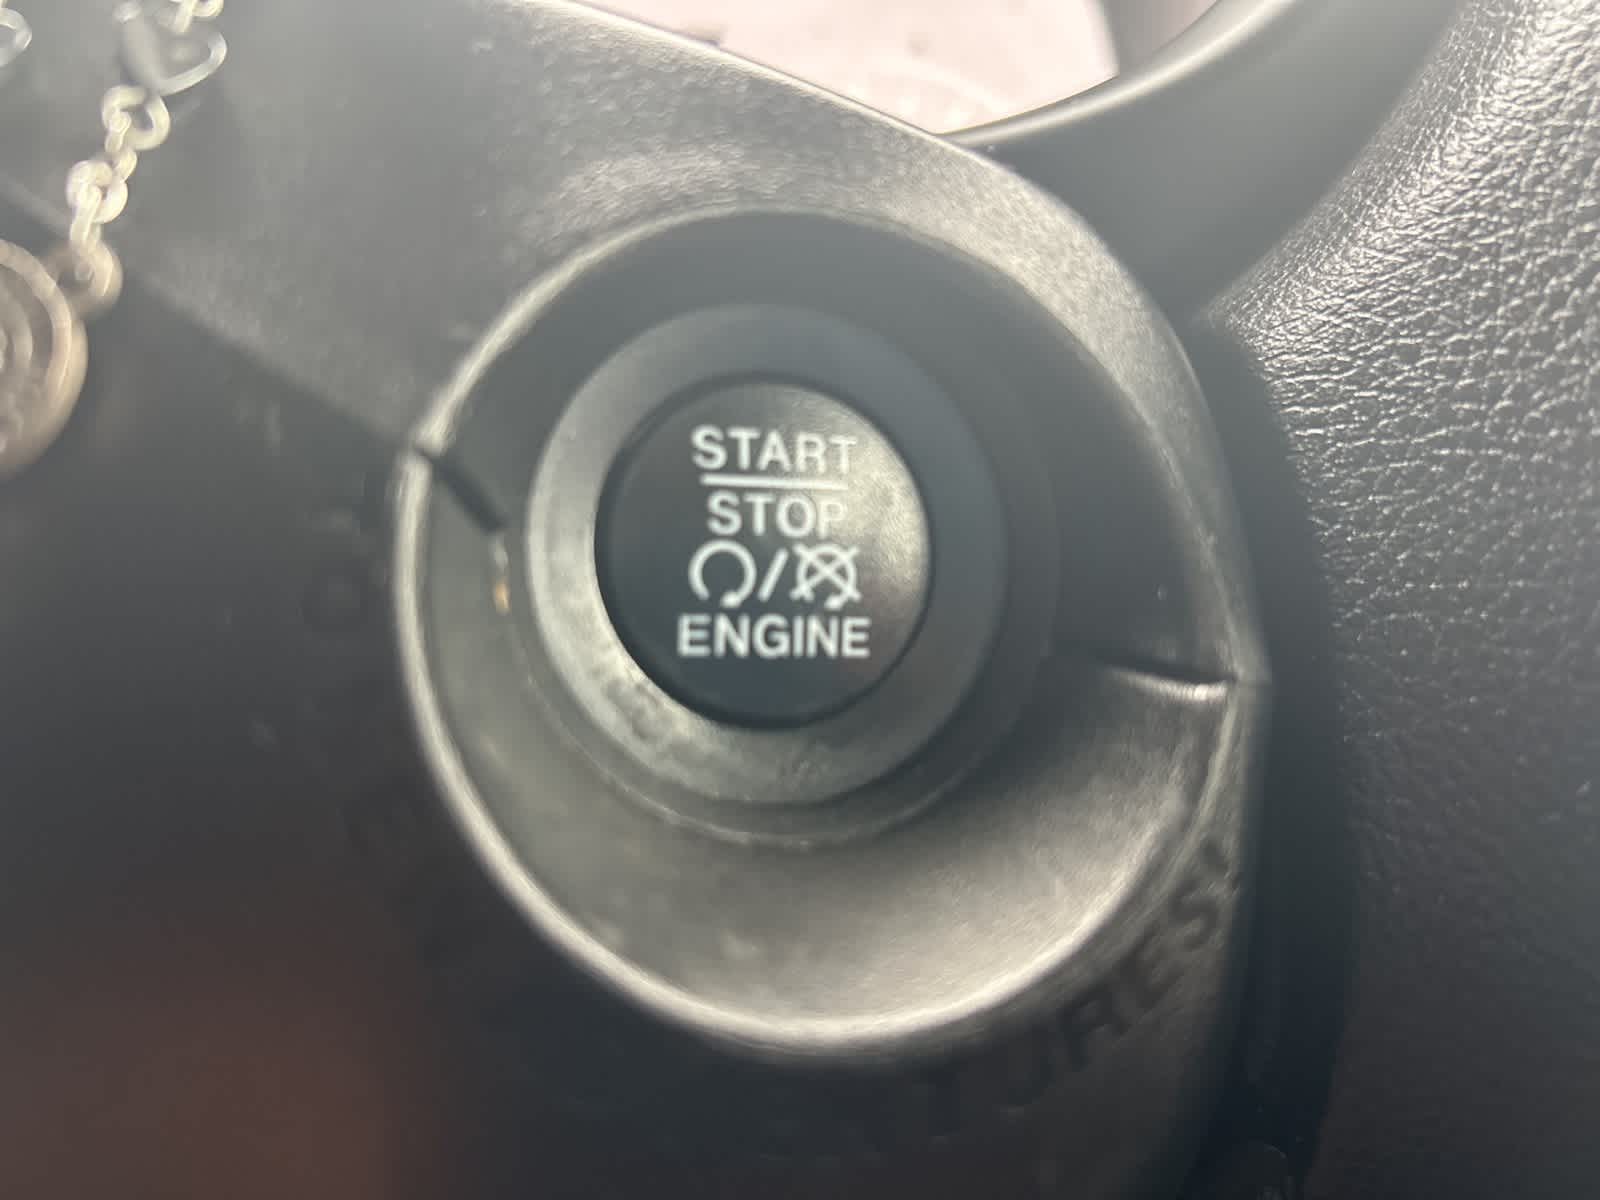 START
STOP
/
ENGINE